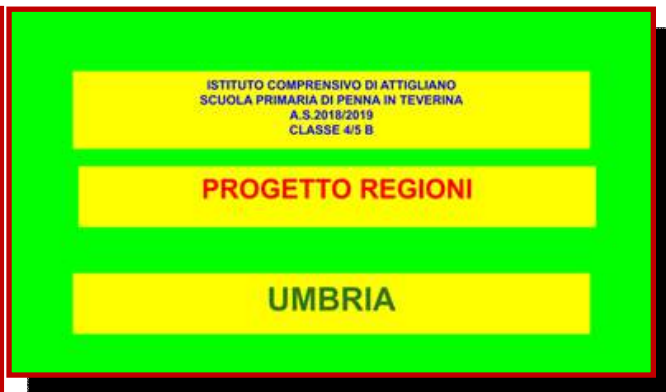 ISTITUTO COMPRENSIVO DI ATTIGLIANO
SCUOLA PRIMARIA DI PENNA IN TEVERINA
A.S.2018/2019
CLASSE 4/5 B
PROGETTO REGIONI
UMBRIA